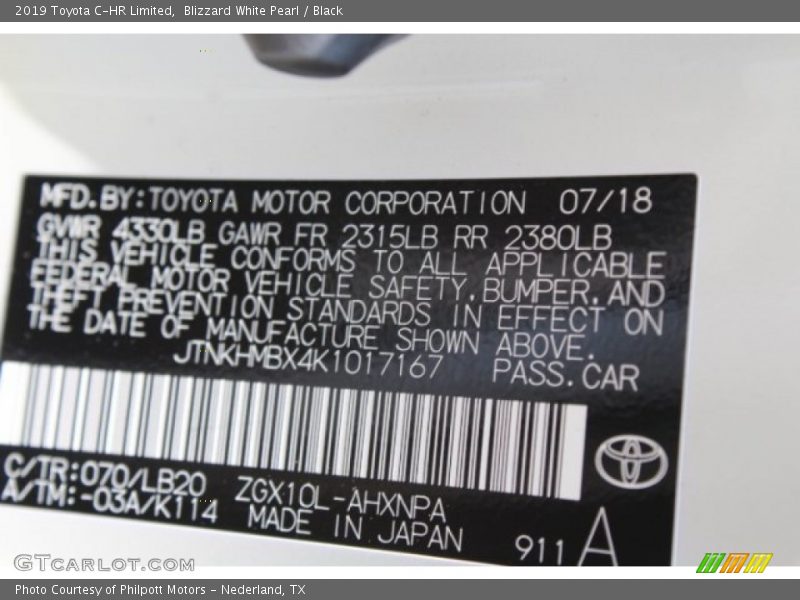 2019 Toyota C-HR Limited, Blizzard White Pearl / Black
MFD.BY:TOYOTA MOTOR CORPORATION 07/18
GVWR 4330LB GAWR FR 2315LB RR 2380LB
THIS VEHICLE CONFORMS TO ALL APPLICABLE
FEDERAL MOTOR VEHICLE SAFETY,BUMPER,AND
THEFT PREVENTION STANDARDS IN EFFECT ON
THE DATE OF MANUFACTURE SHOWN ABOVE.
JTNKHMBX4K1017167 PASS.CAR
C/TR:070/LB20 ZGX10L-AHXNPA
A/TM:-03A/K114 MADE IN JAPAN
911 A
GTCARLOT.COM
Photo Courtesy of Philpott Motors - Nederland, TX